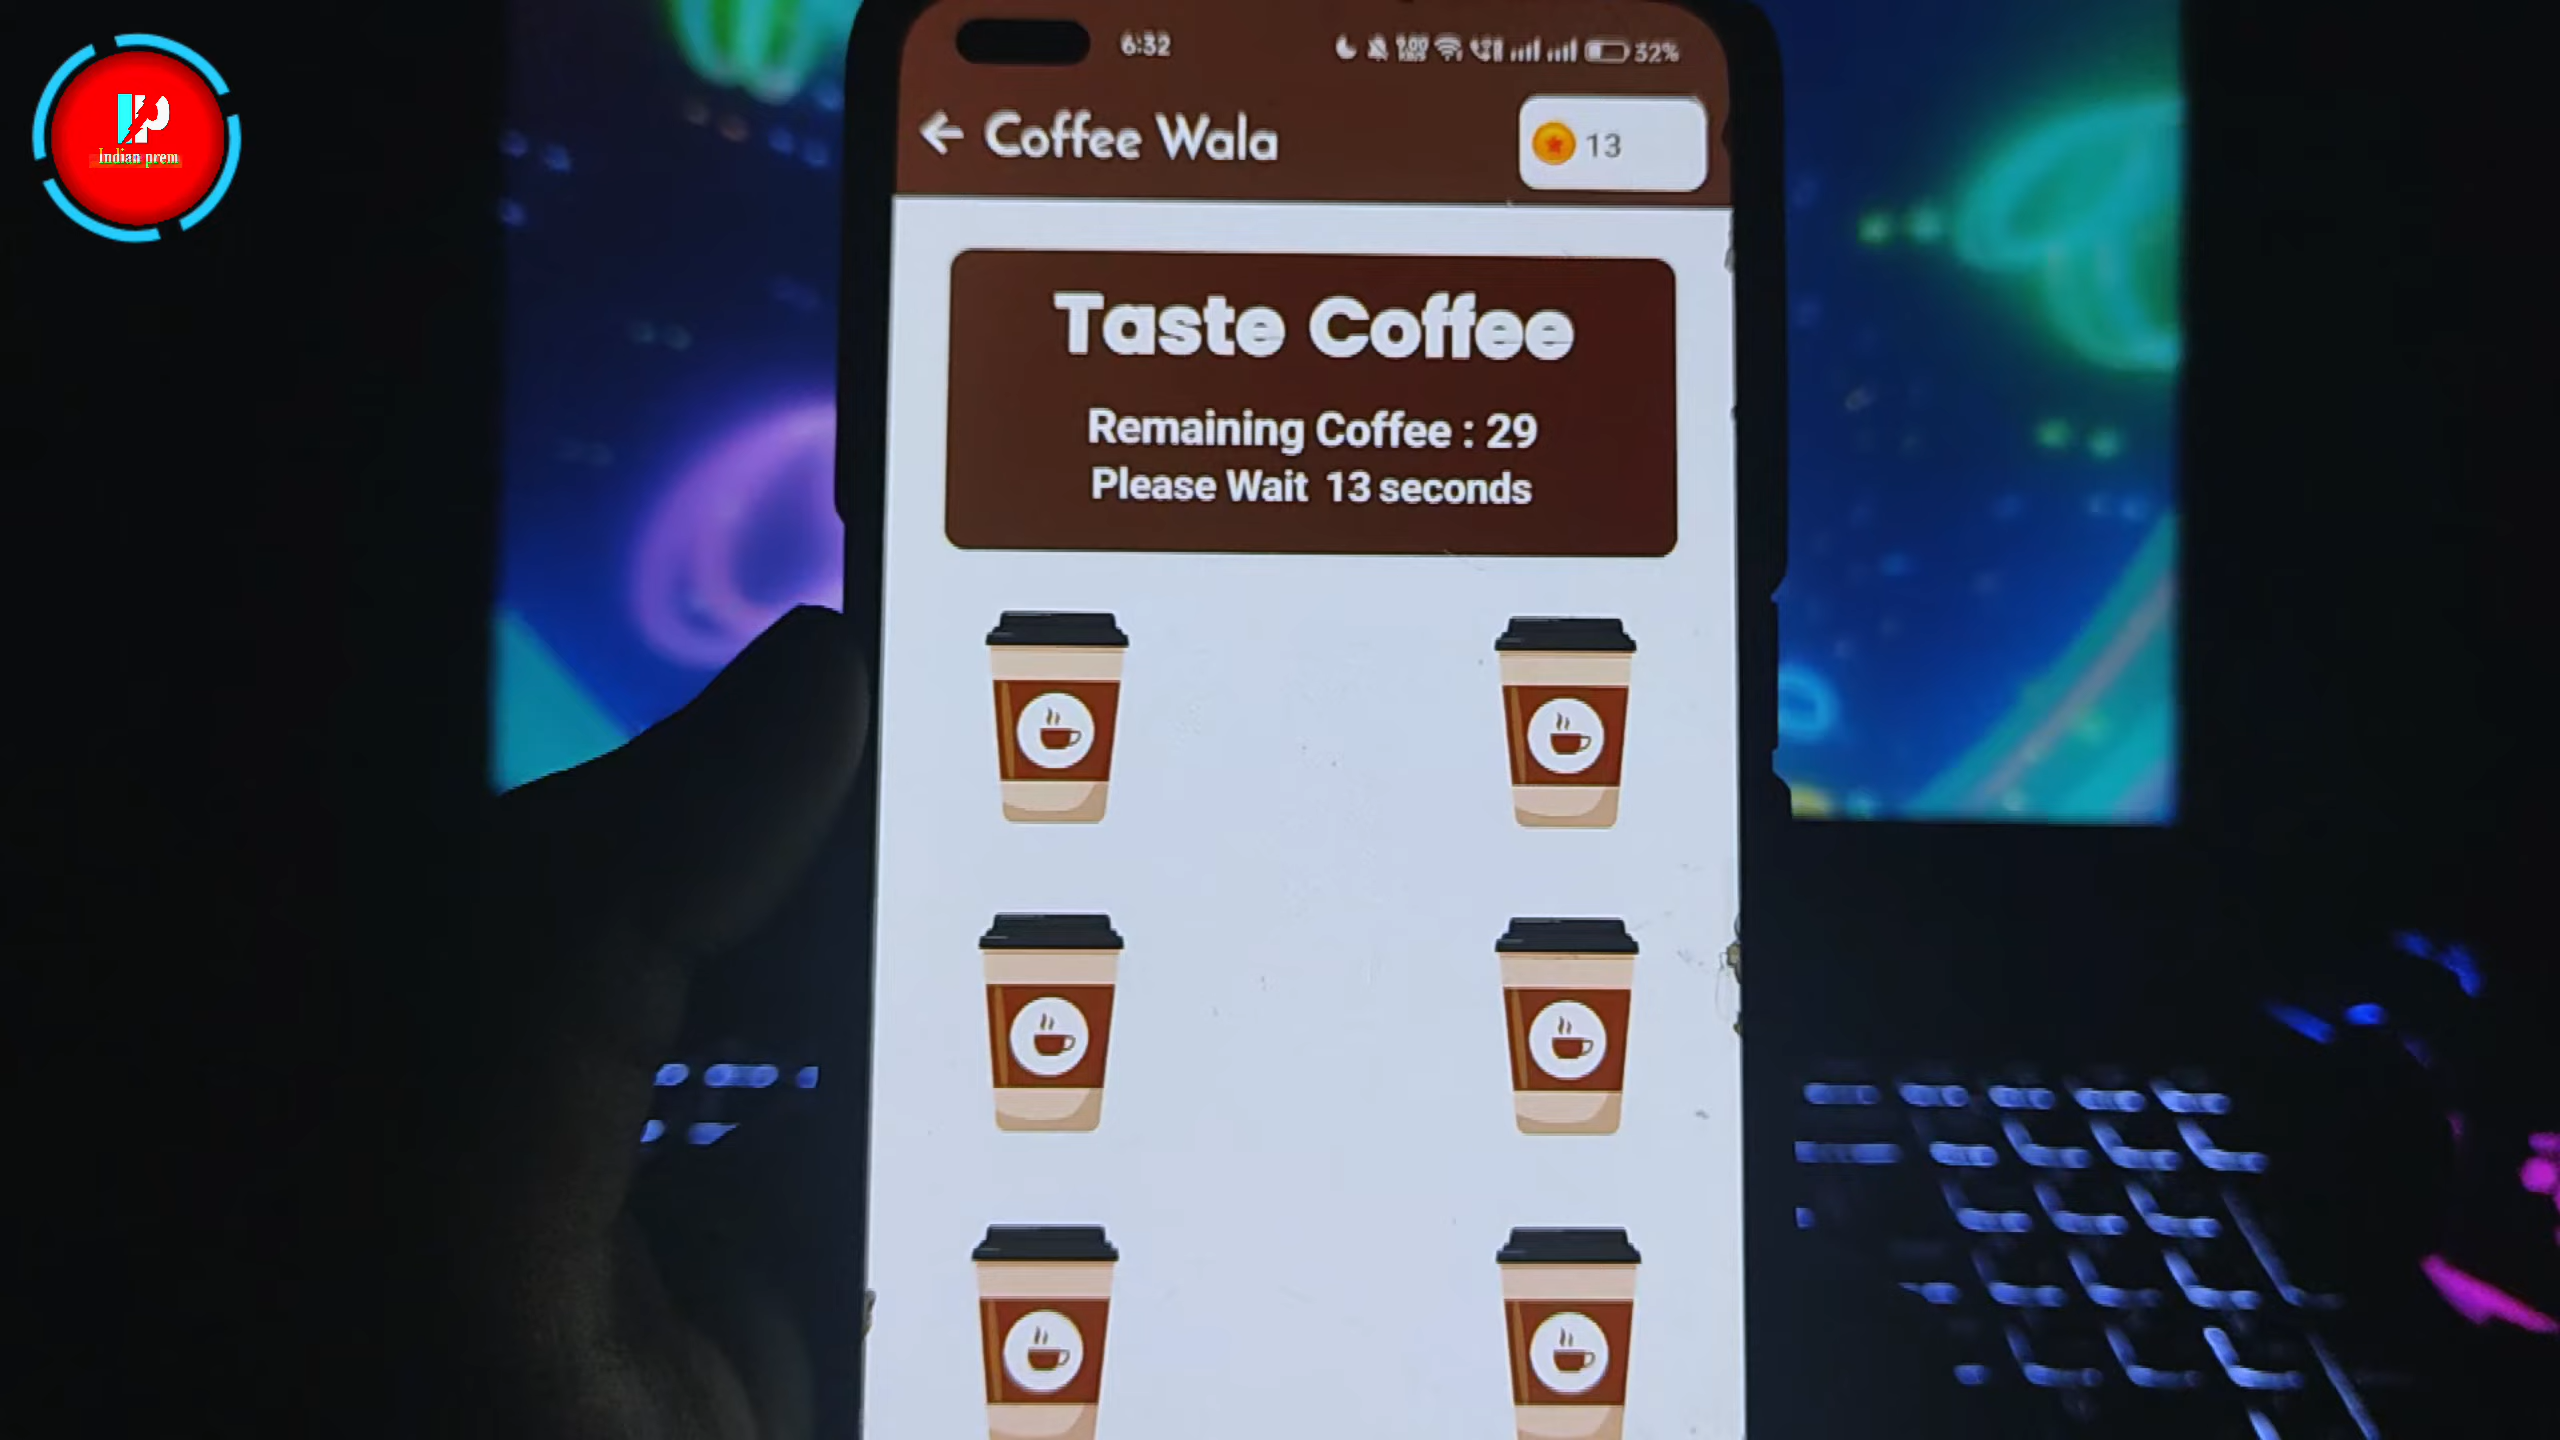 Indian prem
6:32
32%
Coffee Wala
13
Taste Coffee
Remaining Coffee : 29
Please Wait 13 seconds